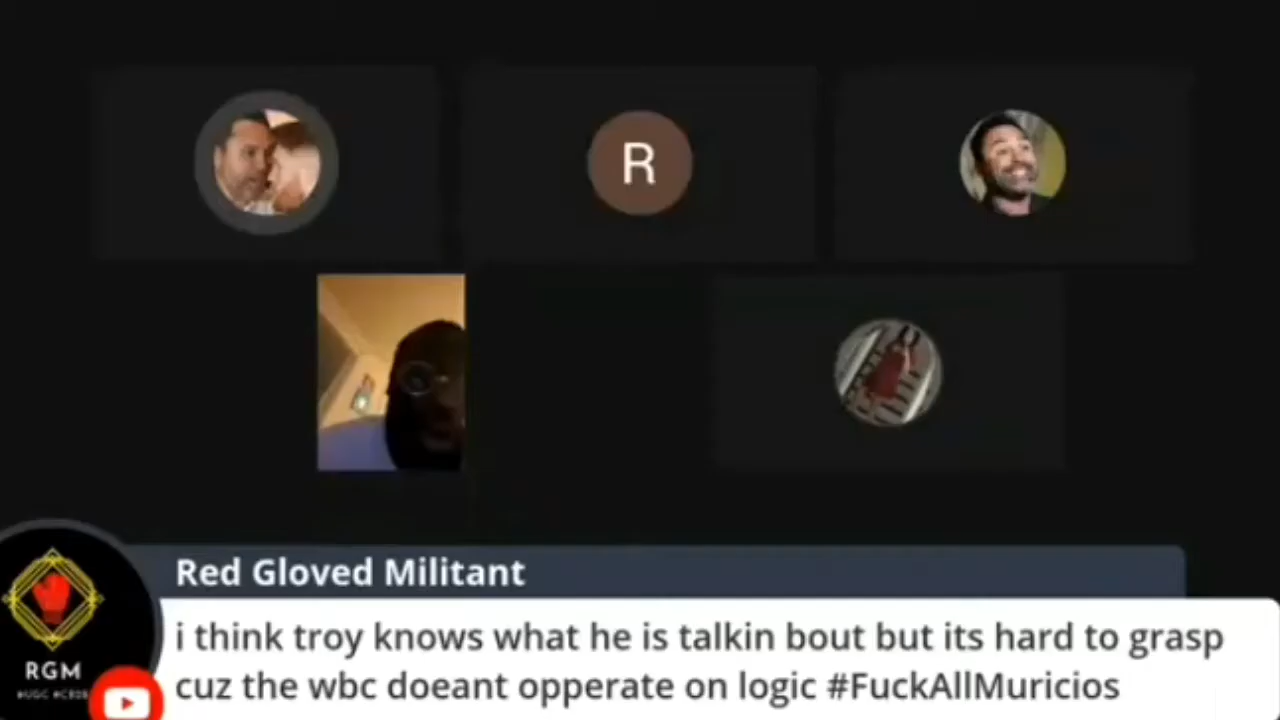 R
Red Gloved Militant
i think troy knows what he is talkin bout but its hard to grasp
cuz the wbc doeant opperate on logic #FuckAllMuricios
RGM
#UGC